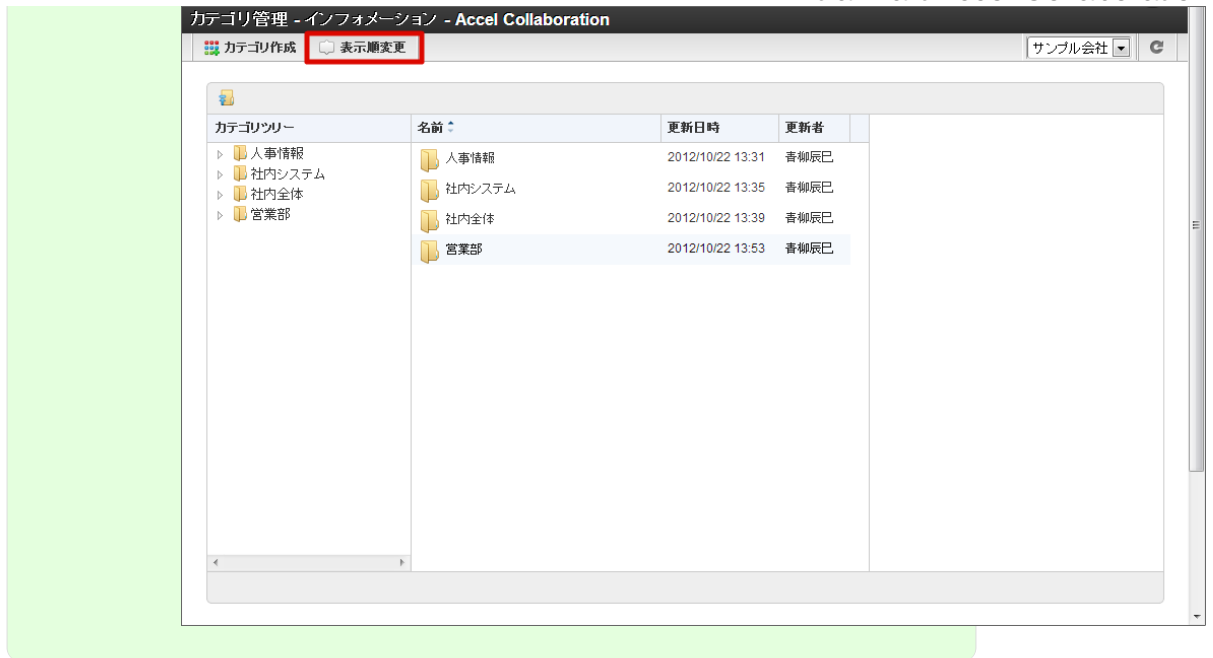 カテゴリ管理 - インフォメーション - Accel Collaboration
カテゴリ作成 表示順変更 サンプル会社
カテゴリツリー 名前 更新日時 更新者
人事情報
社内システム
社内全体
営業部
人事情報 2012/10/22 13:31 青柳辰巳
社内システム 2012/10/22 13:35 青柳辰巳
社内全体 2012/10/22 13:39 青柳辰巳
営業部 2012/10/22 13:53 青柳辰巳